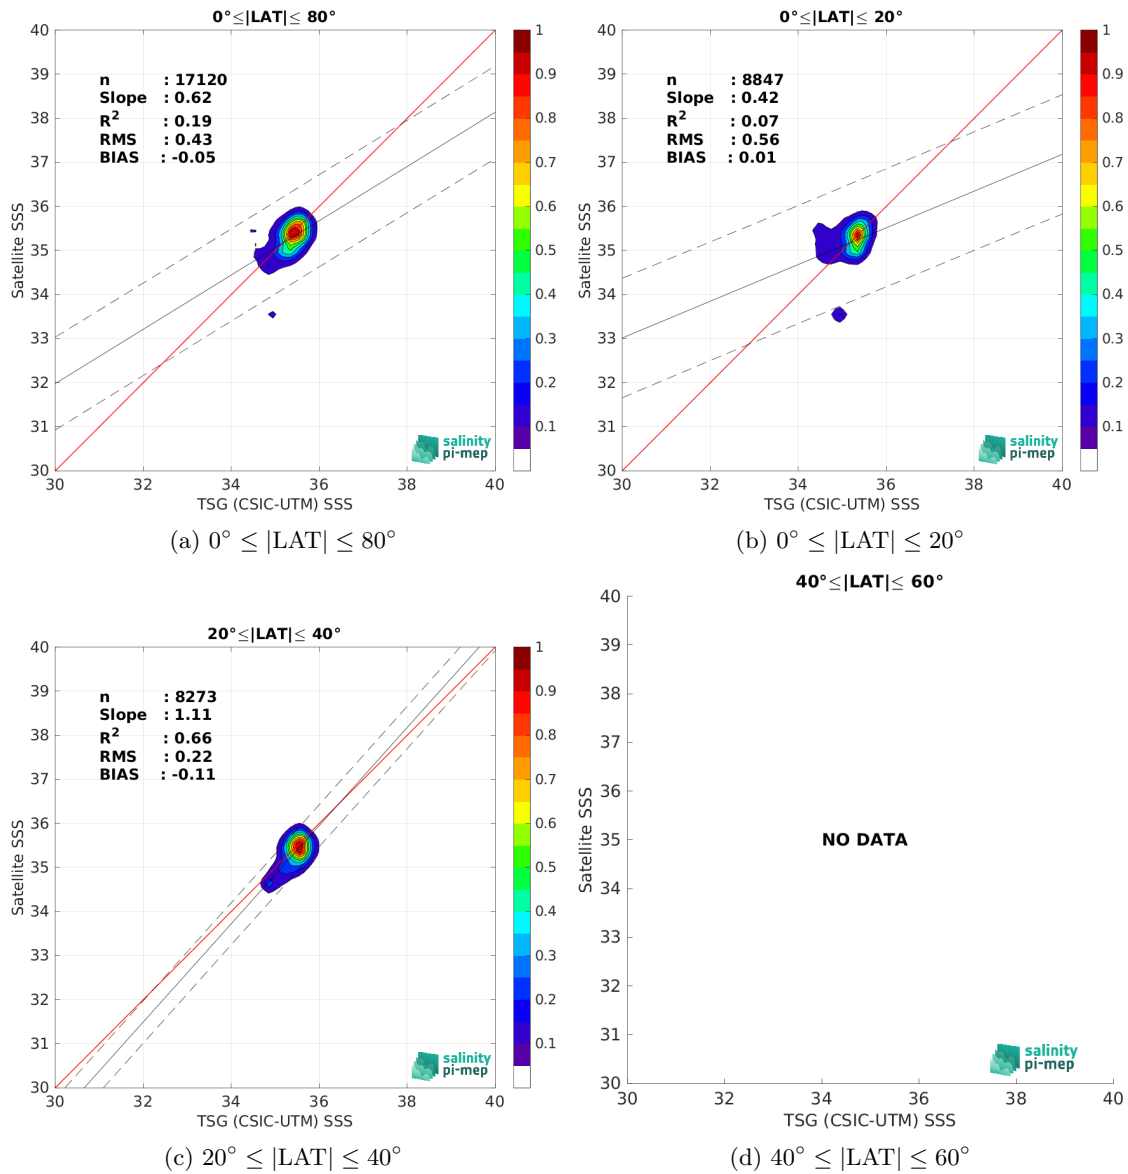 0°≤|LAT|≤ 80°
40
39
38
37
36
35
34
33
32
31
30
Satellite SSS
n : 17120
Slope : 0.62
R² : 0.19
RMS : 0.43
BIAS : -0.05
salinity
pi-mep
30 32 34 36 38 40
TSG (CSIC-UTM) SSS
1
0.9
0.8
0.7
0.6
0.5
0.4
0.3
0.2
0.1
(a) 0° ≤ |LAT| ≤ 80°
0°≤|LAT|≤ 20°
40
39
38
37
36
35
34
33
32
31
30
Satellite SSS
n : 8847
Slope : 0.42
R² : 0.07
RMS : 0.56
BIAS : 0.01
salinity
pi-mep
30 32 34 36 38 40
TSG (CSIC-UTM) SSS
1
0.9
0.8
0.7
0.6
0.5
0.4
0.3
0.2
0.1
(b) 0° ≤ |LAT| ≤ 20°
20°≤|LAT|≤ 40°
40
39
38
37
36
35
34
33
32
31
30
Satellite SSS
n : 8273
Slope : 1.11
R² : 0.66
RMS : 0.22
BIAS : -0.11
salinity
pi-mep
30 32 34 36 38 40
TSG (CSIC-UTM) SSS
1
0.9
0.8
0.7
0.6
0.5
0.4
0.3
0.2
0.1
(c) 20° ≤ |LAT| ≤ 40°
40°≤|LAT|≤ 60°
40
39
38
37
36
35
34
33
32
31
30
Satellite SSS
NO DATA
salinity
pi-mep
30 32 34 36 38 40
TSG (CSIC-UTM) SSS
(d) 40° ≤ |LAT| ≤ 60°